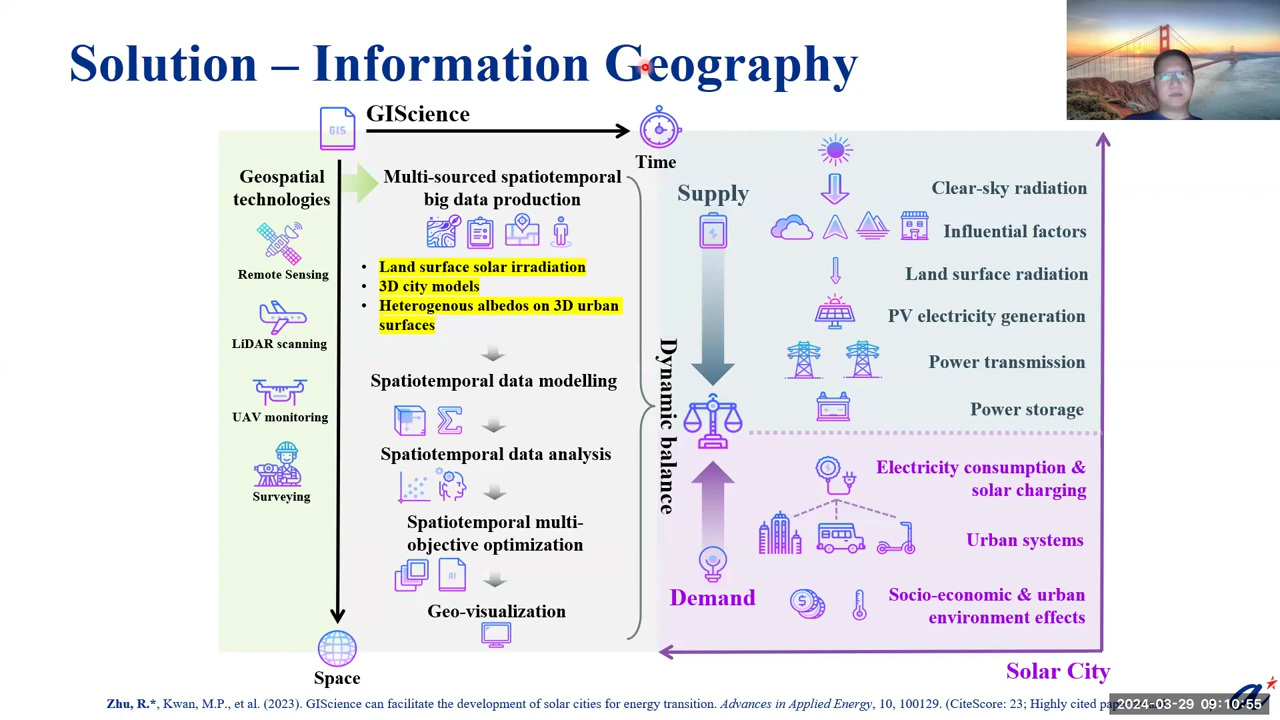 Solution – Information Geography
GIS
GIScience
Time
Geospatial
technologies
Remote Sensing
LiDAR scanning
UAV monitoring
Surveying
Space
Multi-sourced spatiotemporal
big data production
• Land surface solar irradiation
• 3D city models
• Heterogenous albedos on 3D urban
surfaces
Spatiotemporal data modelling
Spatiotemporal data analysis
Spatiotemporal multi-
objective optimization
AI
Geo-visualization
Dynamic balance
Supply
Demand
Clear-sky radiation
Influential factors
Land surface radiation
PV electricity generation
Power transmission
Power storage
Electricity consumption &
solar charging
Urban systems
Socio-economic & urban
environment effects
Solar City
Zhu, R.*, Kwan, M.P., et al. (2023). GIScience can facilitate the development of solar cities for energy transition. Advances in Applied Energy, 10, 100129. (CiteScore: 23; Highly cited
2024-03-29 09:10:55